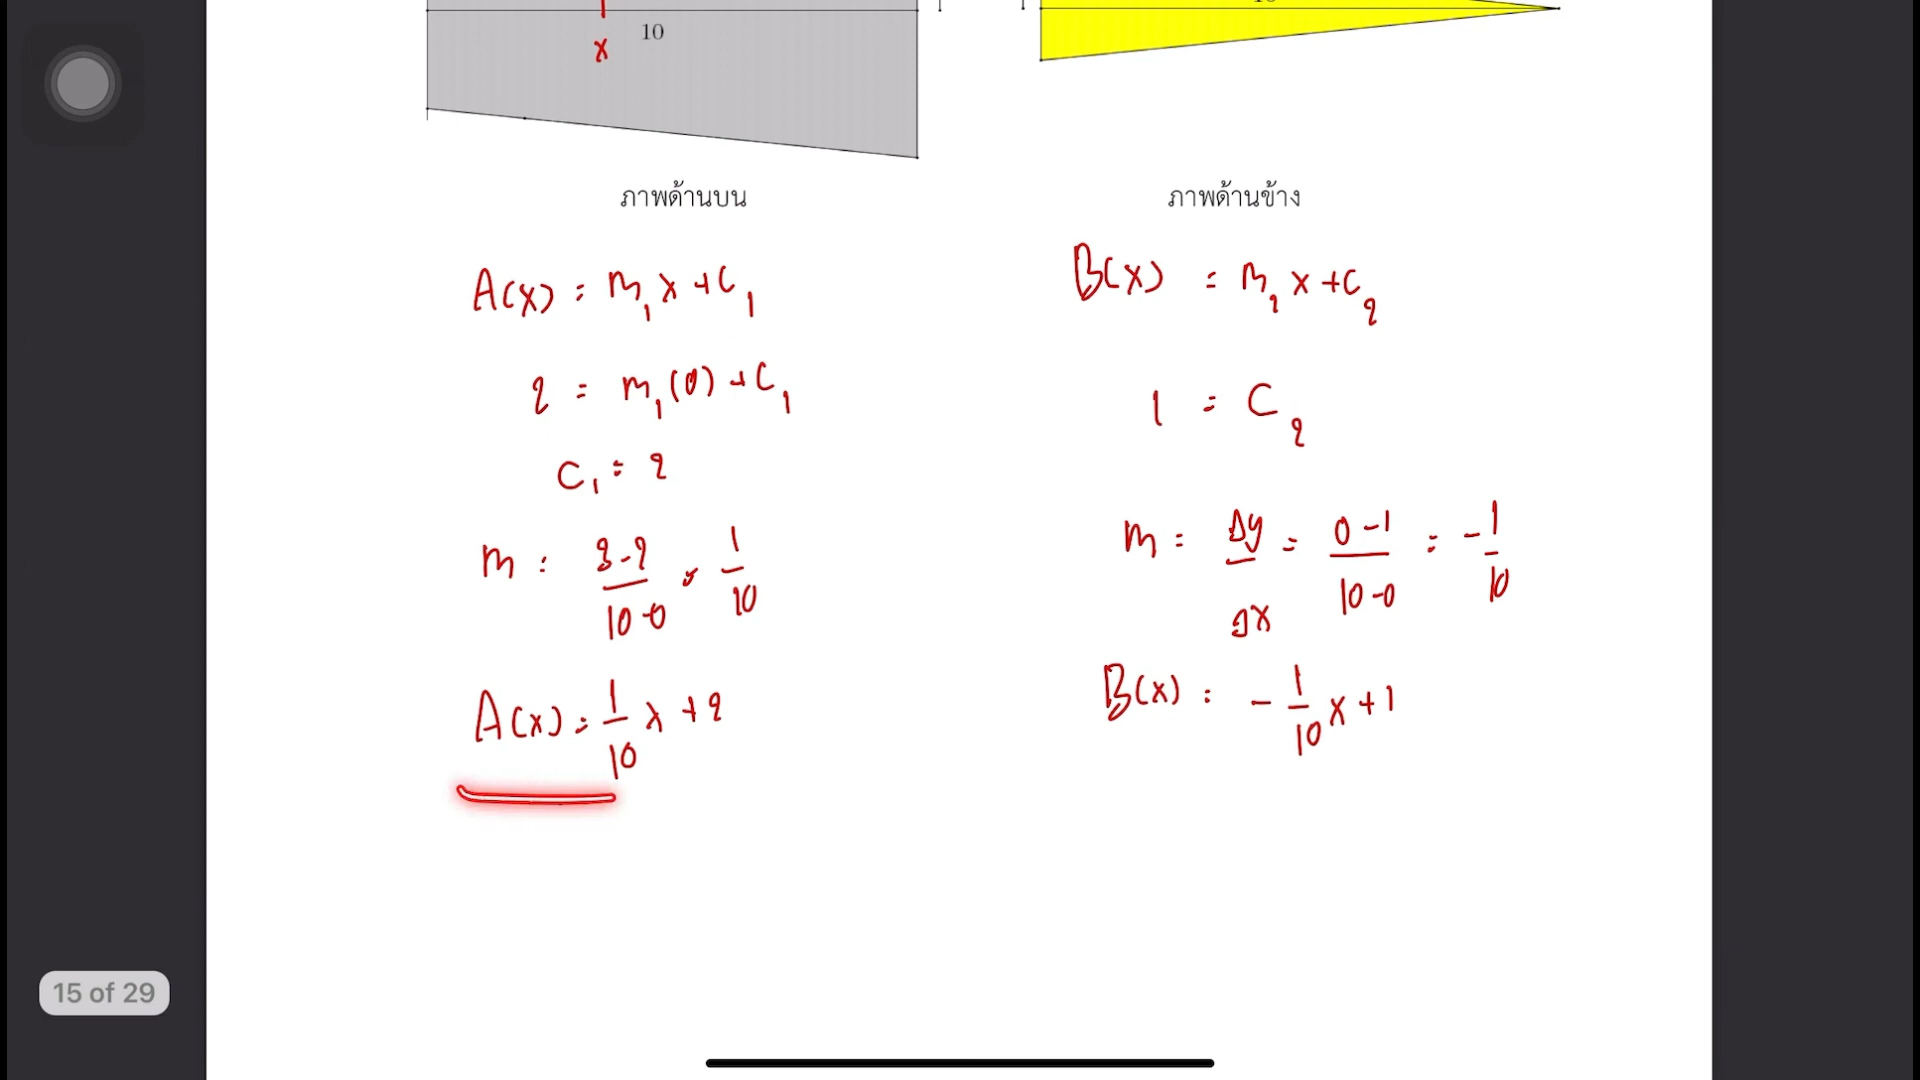 10
x
ภาพด้านบน
A(x) = m₁x + c₁
2 = m₁(0) + c₁
c₁ = 2
m = (3-2)/(10-0) = 1/10
A(x) = 1/10 x + 2
ภาพด้านข้าง
B(x) = m₂x + c₂
1 = c₂
m = Δy/Δx = (0-1)/(10-0) = -1/10
B(x) = -1/10 x + 1
15 of 29